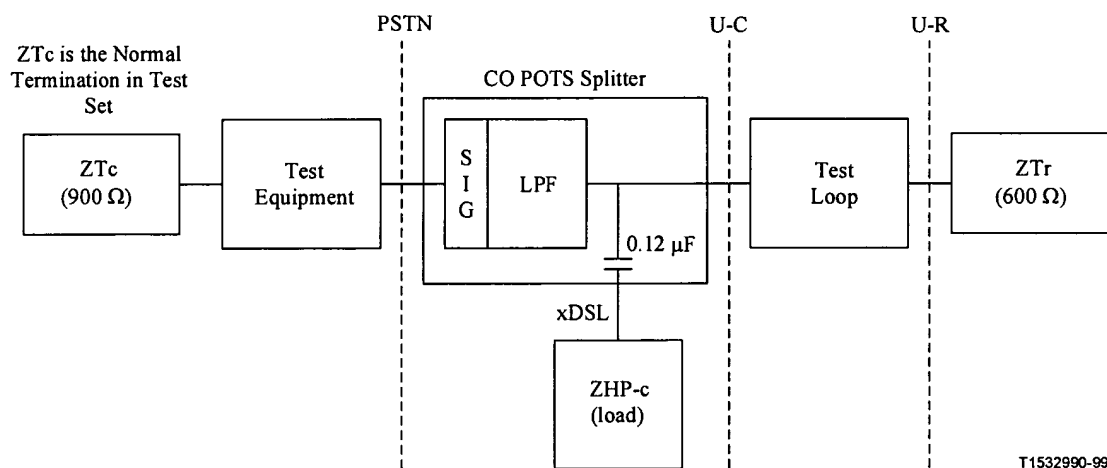 PSTN
U-C
U-R
ZTc is the Normal
Termination in Test
Set
CO POTS Splitter
ZTc
(900 Ω)
Test
Equipment
S
I
G
LPF
Test
Loop
ZTr
(600 Ω)
0.12 µF
xDSL
ZHP-c
(load)
T1532990-99